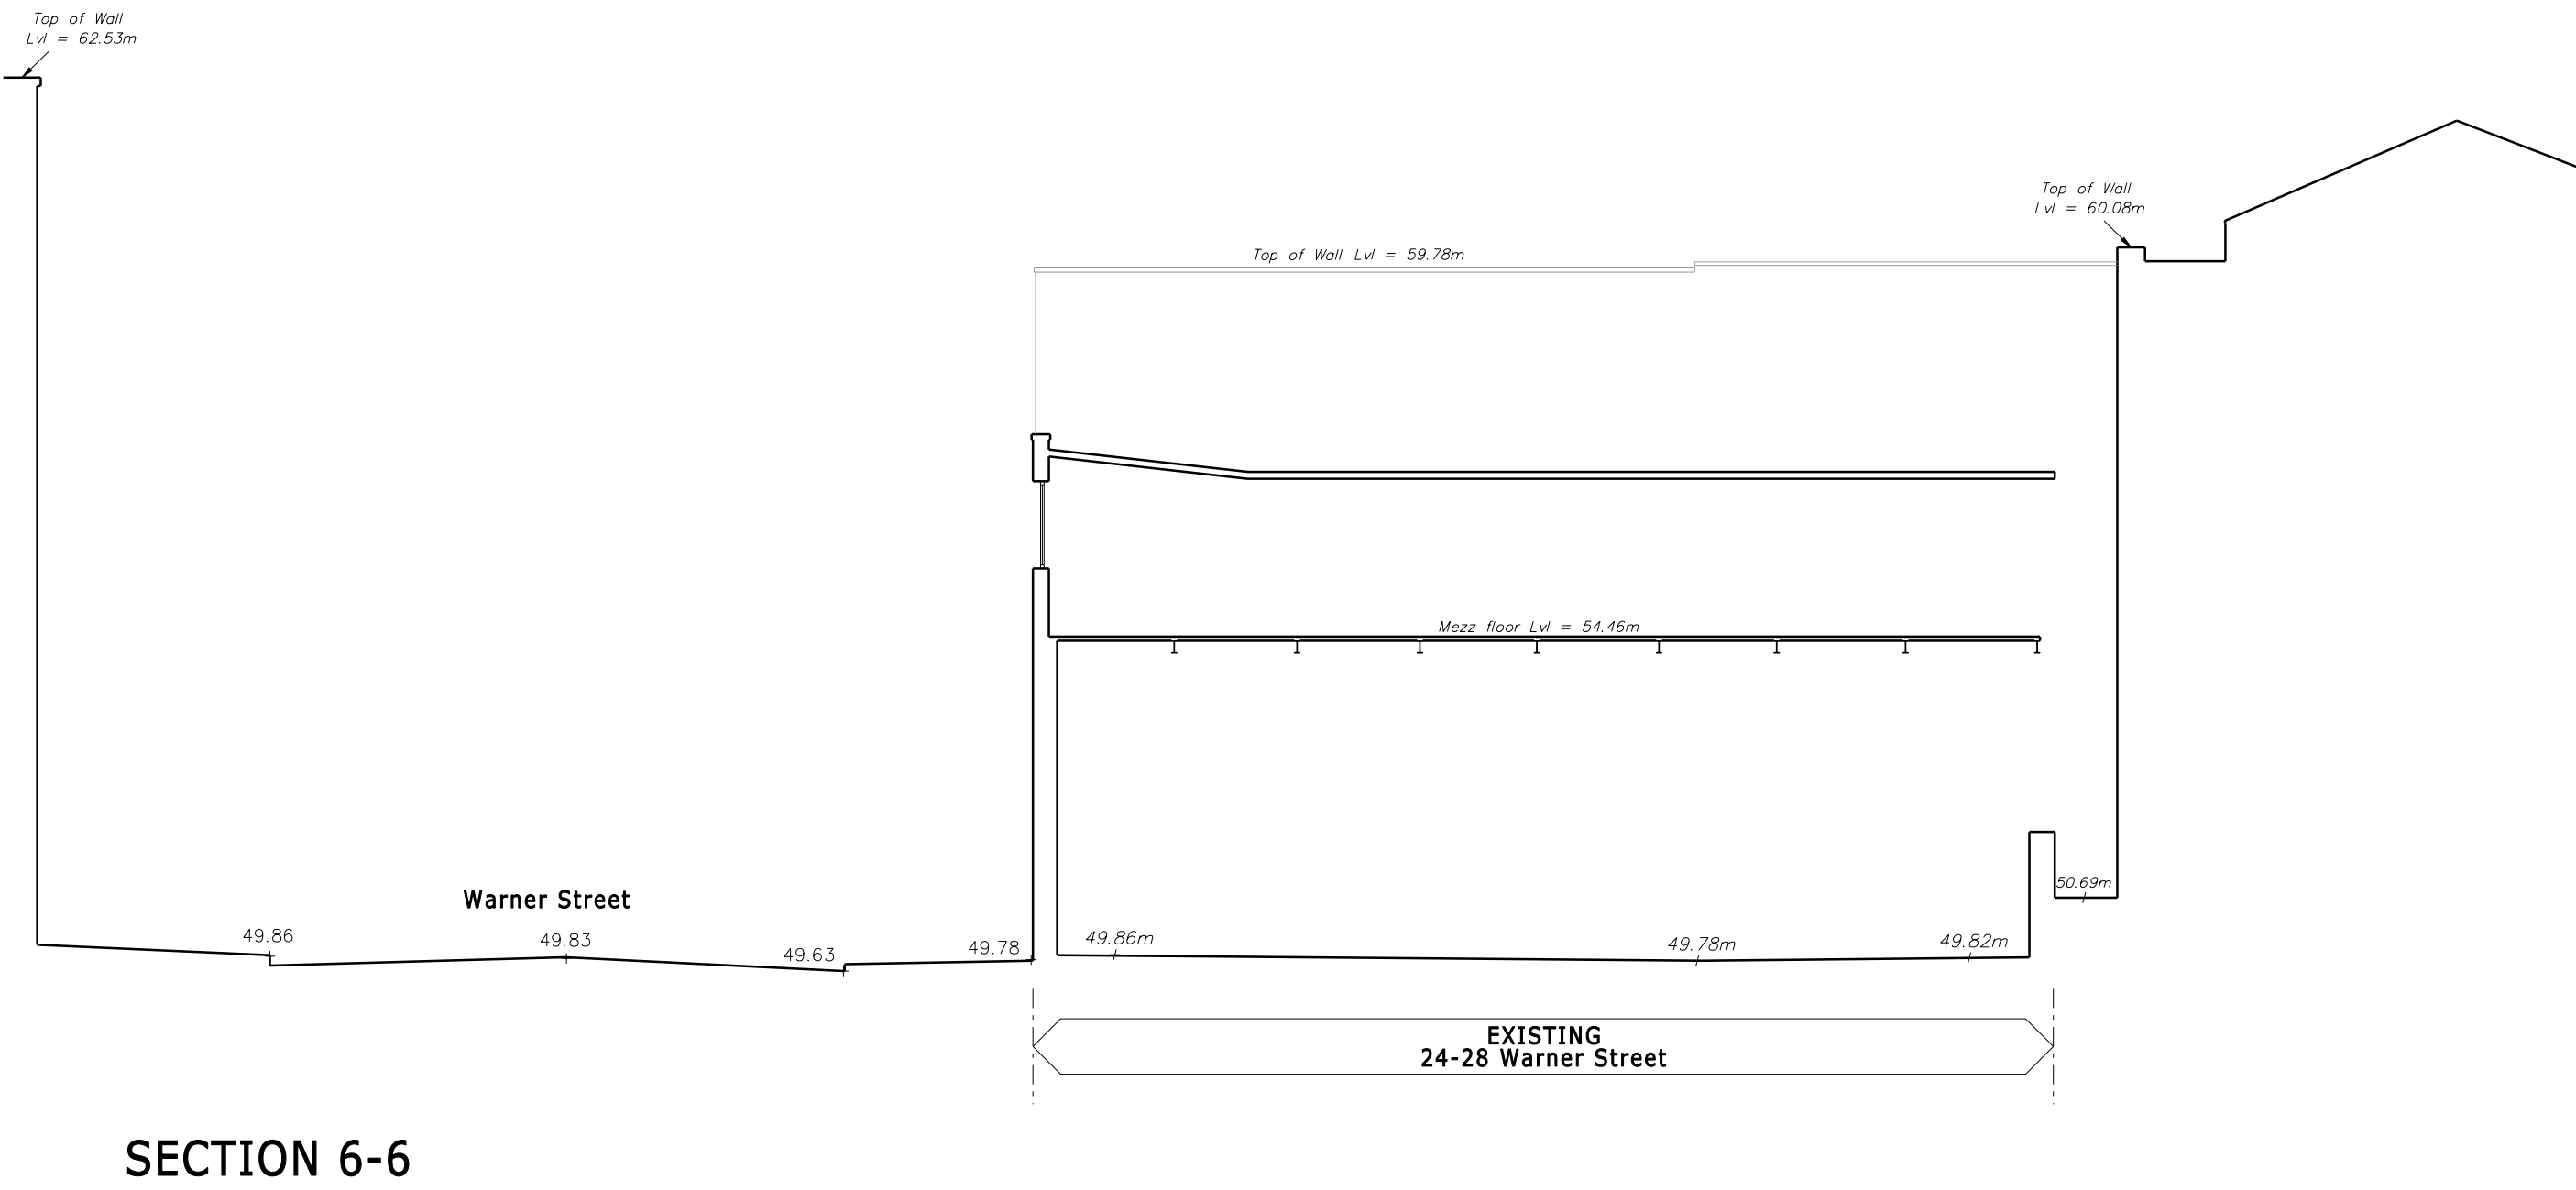 Top of Wall
Lvl = 62.53m
Top of Wall
Lvl = 60.08m
Top of Wall Lvl = 59.78m
Mezz floor Lvl = 54.46m
50.69m
Warner Street
49.86
49.83
49.63
49.78
49.86m
49.78m
49.82m
EXISTING
24-28 Warner Street
SECTION 6-6